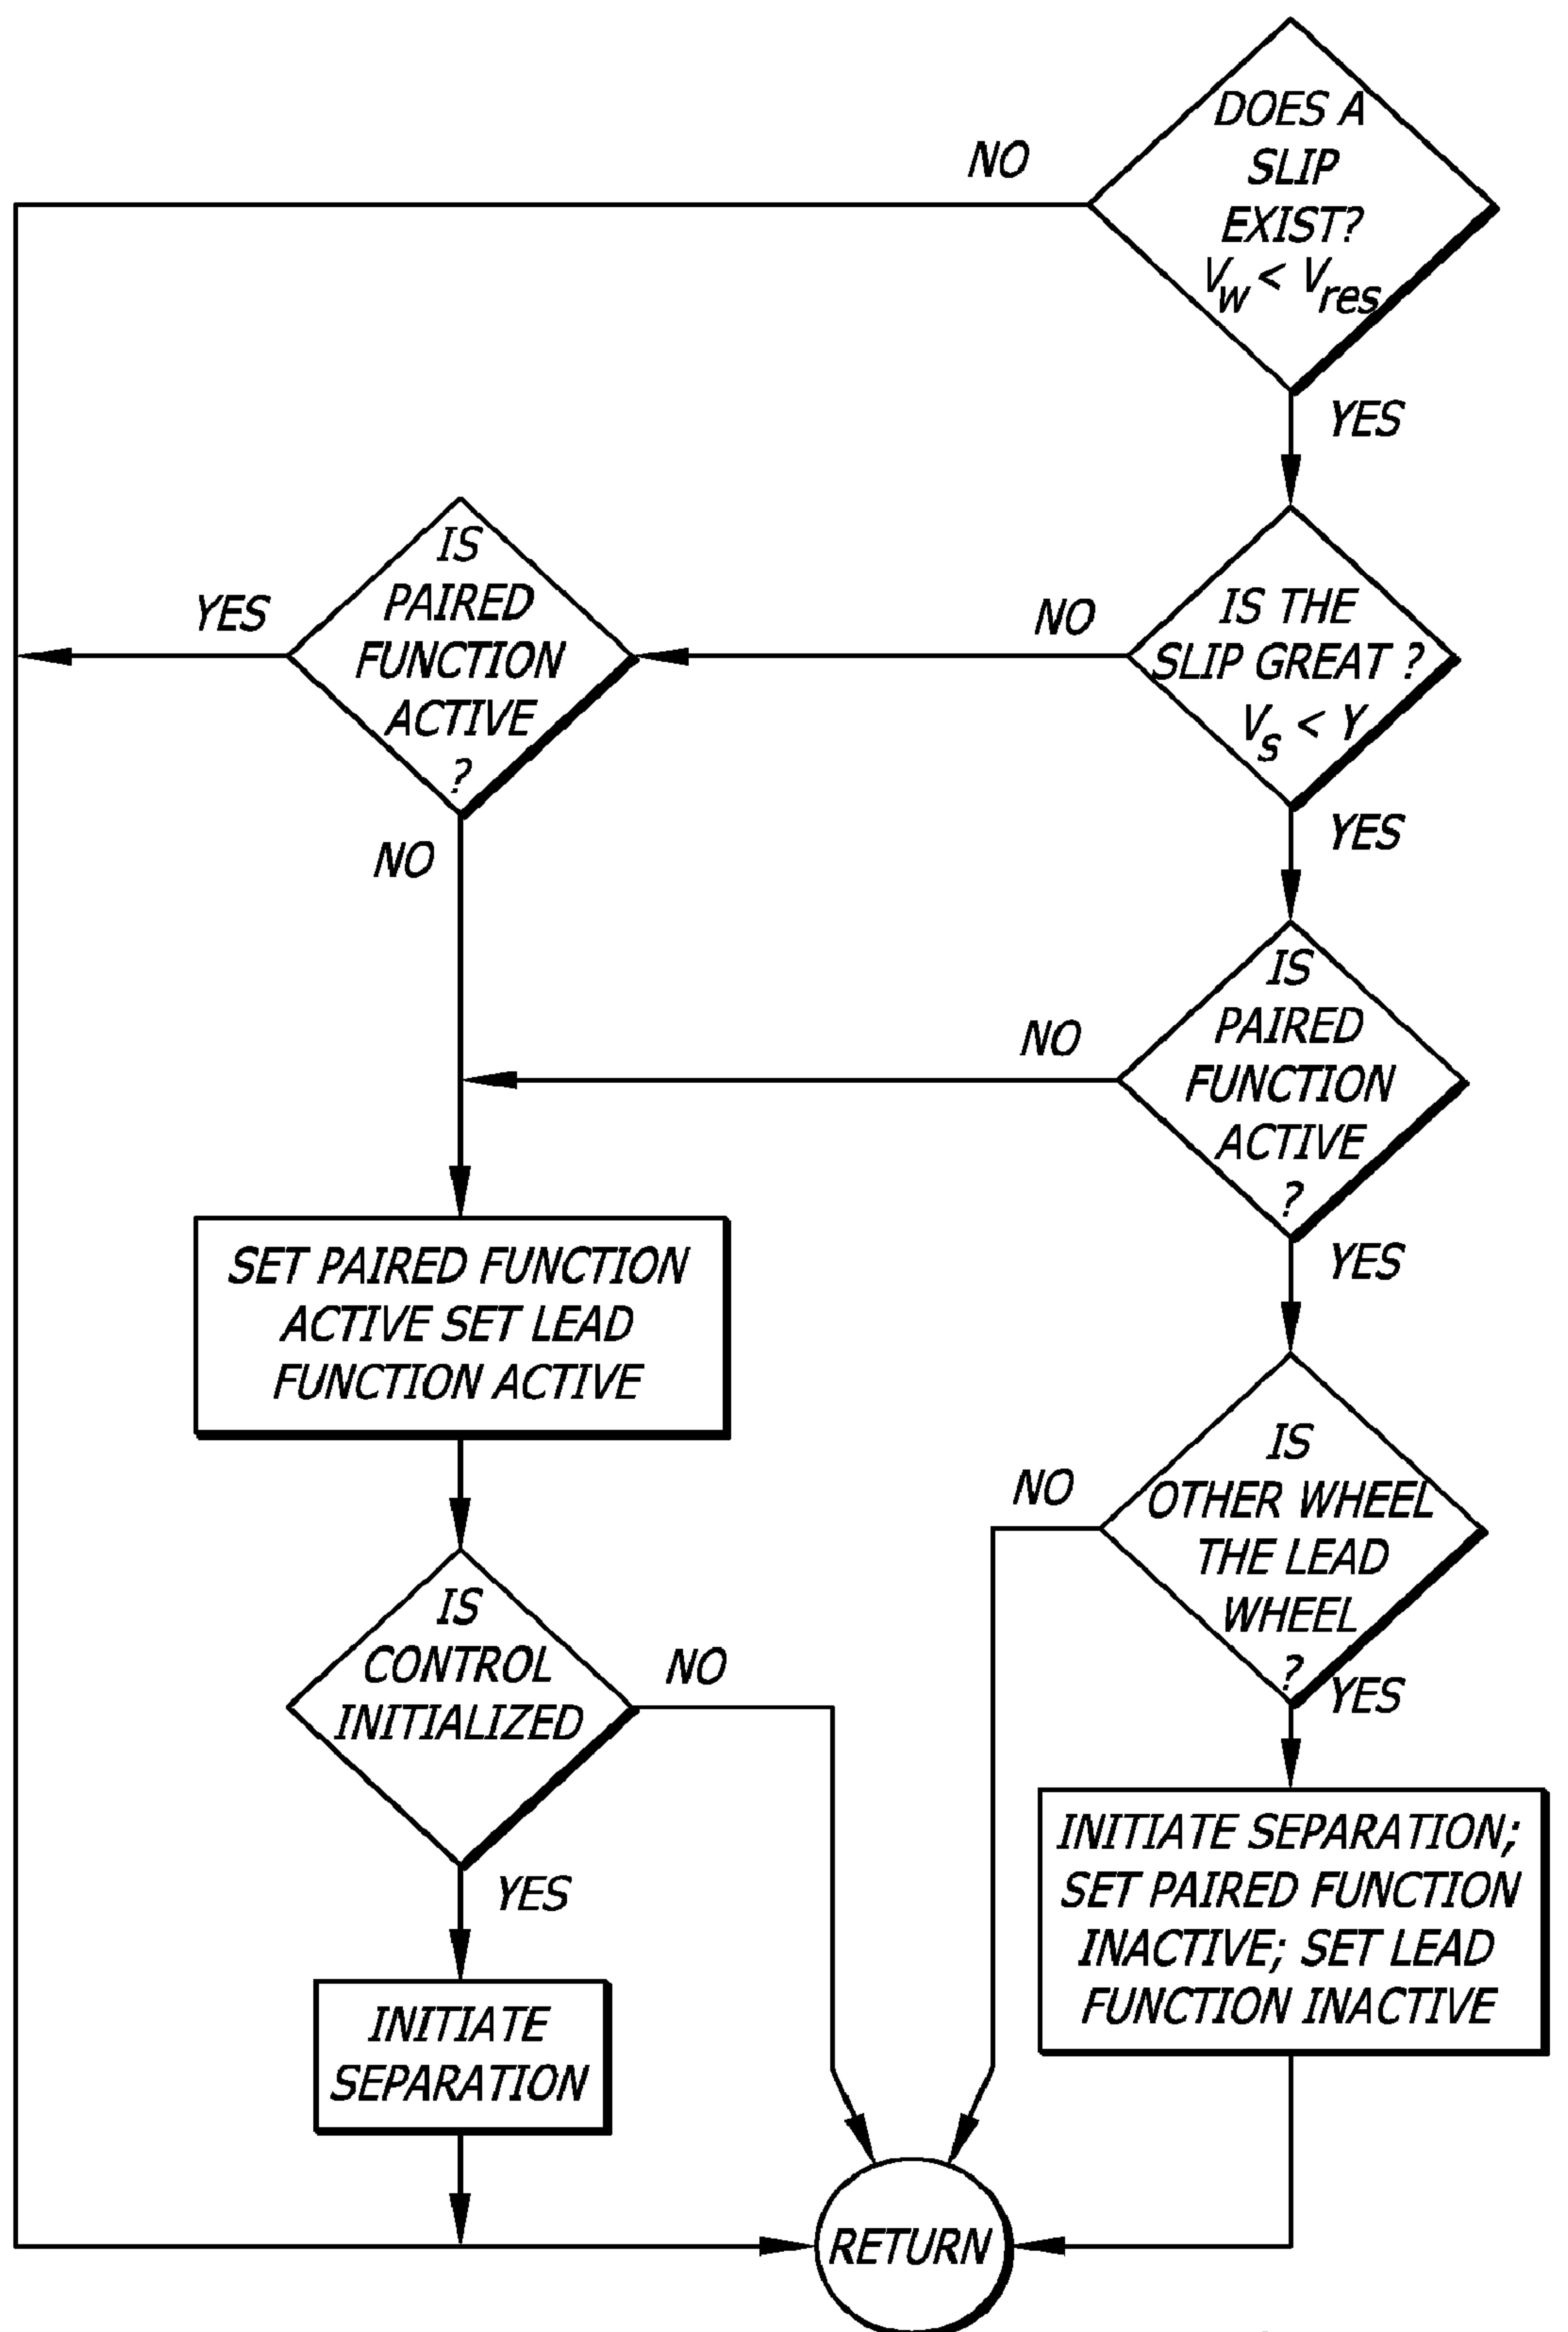 DOES A
SLIP
EXIST?
Vw < Vres
NO
YES
IS
PAIRED
FUNCTION
ACTIVE
?
YES
NO
IS THE
SLIP GREAT ?
Vs < Y
NO
YES
IS
PAIRED
FUNCTION
ACTIVE
?
NO
YES
SET PAIRED FUNCTION
ACTIVE SET LEAD
FUNCTION ACTIVE
IS
OTHER WHEEL
THE LEAD
WHEEL
?
NO
YES
IS
CONTROL
INITIALIZED
NO
YES
INITIATE SEPARATION;
SET PAIRED FUNCTION
INACTIVE; SET LEAD
FUNCTION INACTIVE
INITIATE
SEPARATION
RETURN